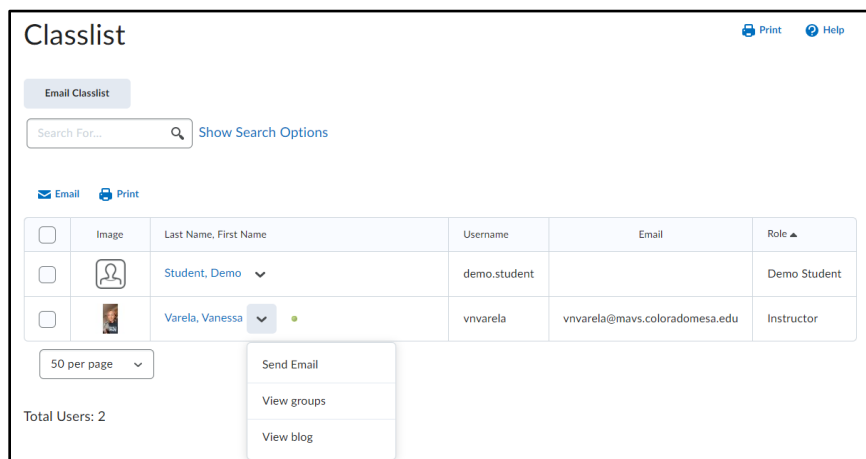 Classlist
Print Help
Email Classlist
Search For...
Show Search Options
Email Print
Image Last Name, First Name Username Email Role
Student, Demo demo.student Demo Student
Varela, Vanessa vnvarela vnvarela@mavs.coloradomesa.edu Instructor
50 per page
Send Email
View groups
Total Users: 2
View blog